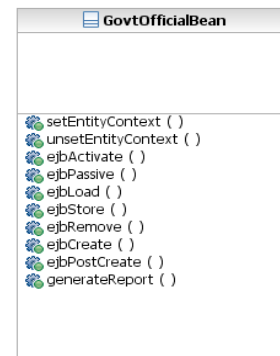 GovtOfficialBean
setEntityContext ( )
unsetEntityContext ( )
ejbActivate ( )
ejbPassive ( )
ejbLoad ( )
ejbStore ( )
ejbRemove ( )
ejbCreate ( )
ejbPostCreate ( )
generateReport ( )